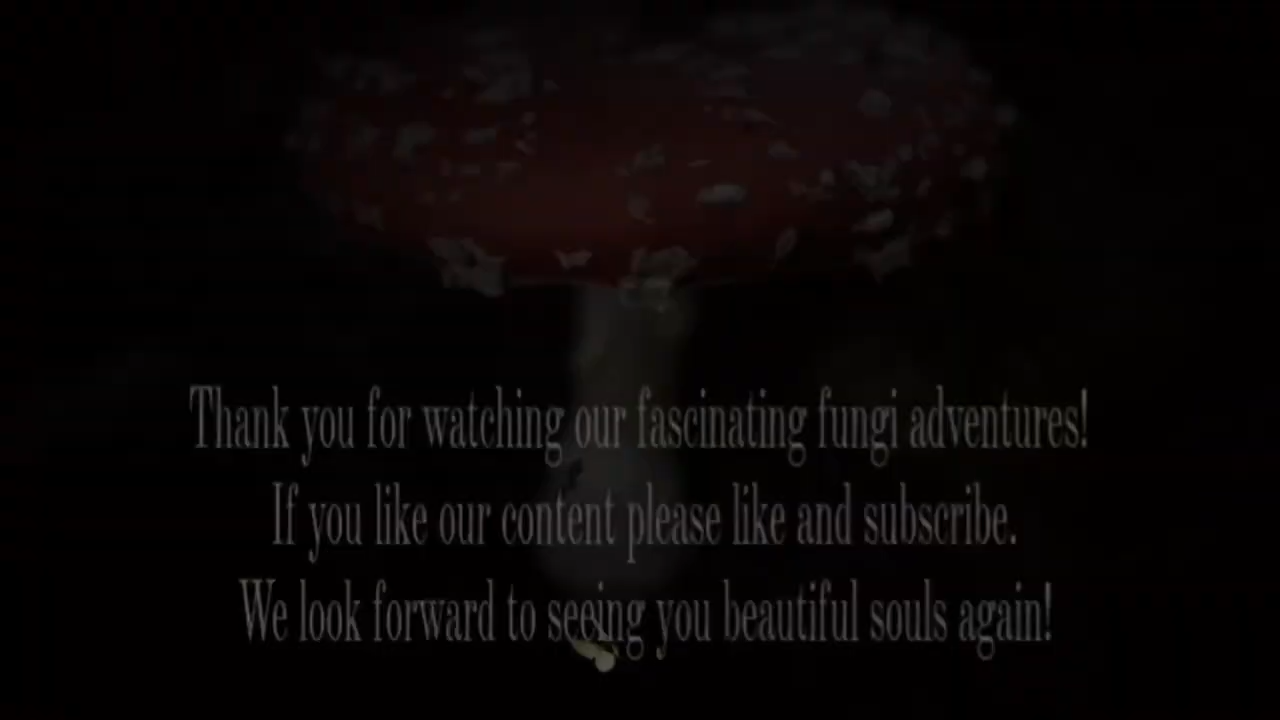 Thank you for watching our fascinating fungi adventures!
If you like our content please like and subscribe.
We look forward to seeing you beautiful souls again!